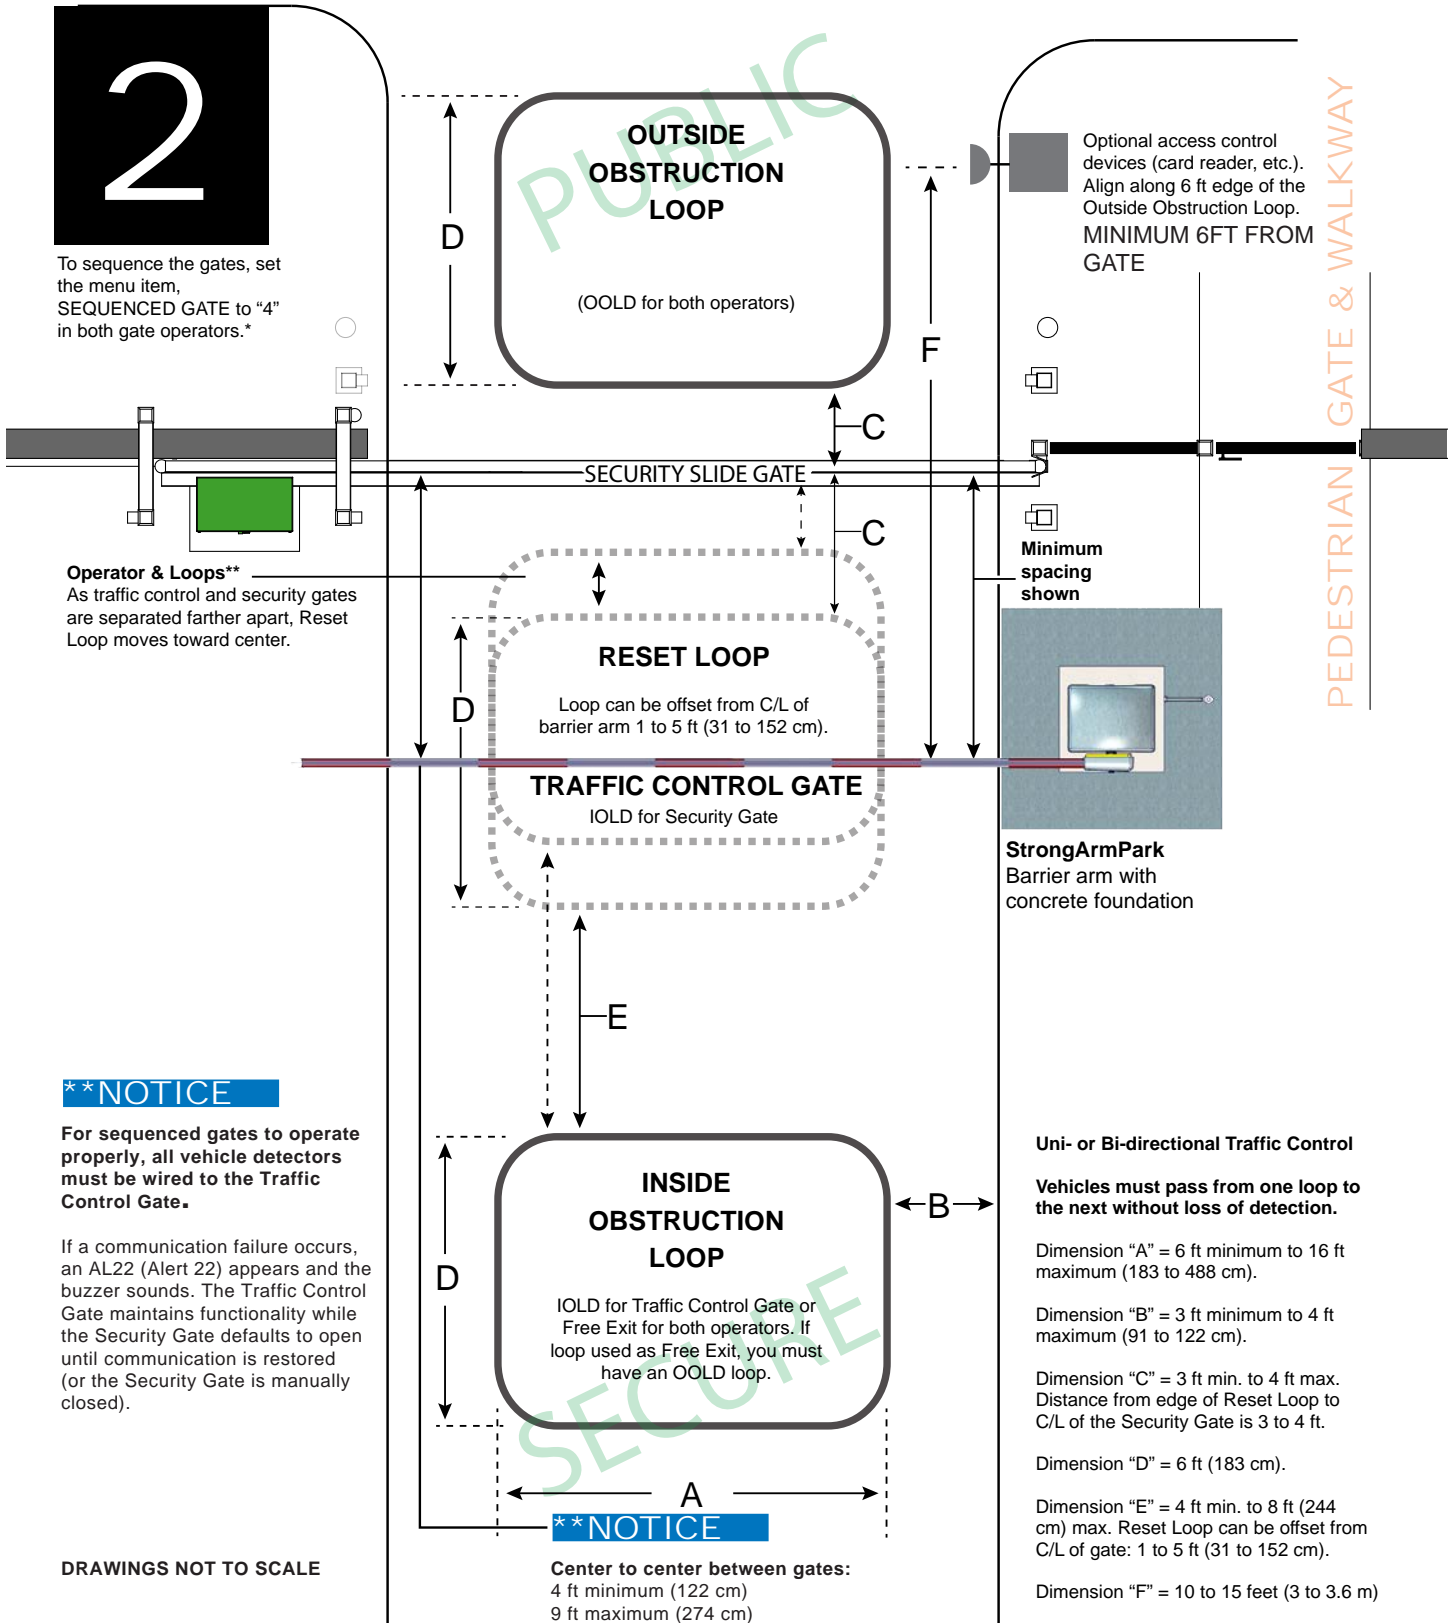 2
To sequence the gates, set
the menu item,
SEQUENCED GATE to “4”
in both gate operators.*
PUBLIC
OUTSIDE
OBSTRUCTION
LOOP
(OOLD for both operators)
D
F
Optional access control
devices (card reader, etc.).
Align along 6 ft edge of the
Outside Obstruction Loop.
MINIMUM 6FT FROM
GATE
PEDESTRIAN GATE & WALKWAY
C
SECURITY SLIDE GATE
C
Operator & Loops**
As traffic control and security gates
are separated farther apart, Reset
Loop moves toward center.
Minimum
spacing
shown
D
RESET LOOP
Loop can be offset from C/L of
barrier arm 1 to 5 ft (31 to 152 cm).
TRAFFIC CONTROL GATE
IOLD for Security Gate
StrongArmPark
Barrier arm with
concrete foundation
E
**NOTICE
For sequenced gates to operate
properly, all vehicle detectors
must be wired to the Traffic
Control Gate.
If a communication failure occurs,
an AL22 (Alert 22) appears and the
buzzer sounds. The Traffic Control
Gate maintains functionality while
the Security Gate defaults to open
until communication is restored
(or the Security Gate is manually
closed).
DRAWINGS NOT TO SCALE
D
INSIDE
OBSTRUCTION
LOOP
IOLD for Traffic Control Gate or
Free Exit for both operators. If
loop used as Free Exit, you must
have an OOLD loop.
SECURE
B
A
**NOTICE
Center to center between gates:
4 ft minimum (122 cm)
9 ft maximum (274 cm)
Uni- or Bi-directional Traffic Control
Vehicles must pass from one loop to
the next without loss of detection.
Dimension “A” = 6 ft minimum to 16 ft
maximum (183 to 488 cm).
Dimension “B” = 3 ft minimum to 4 ft
maximum (91 to 122 cm).
Dimension “C” = 3 ft min. to 4 ft max.
Distance from edge of Reset Loop to
C/L of the Security Gate is 3 to 4 ft.
Dimension “D” = 6 ft (183 cm).
Dimension “E” = 4 ft min. to 8 ft (244
cm) max. Reset Loop can be offset from
C/L of gate: 1 to 5 ft (31 to 152 cm).
Dimension “F” = 10 to 15 feet (3 to 3.6 m)